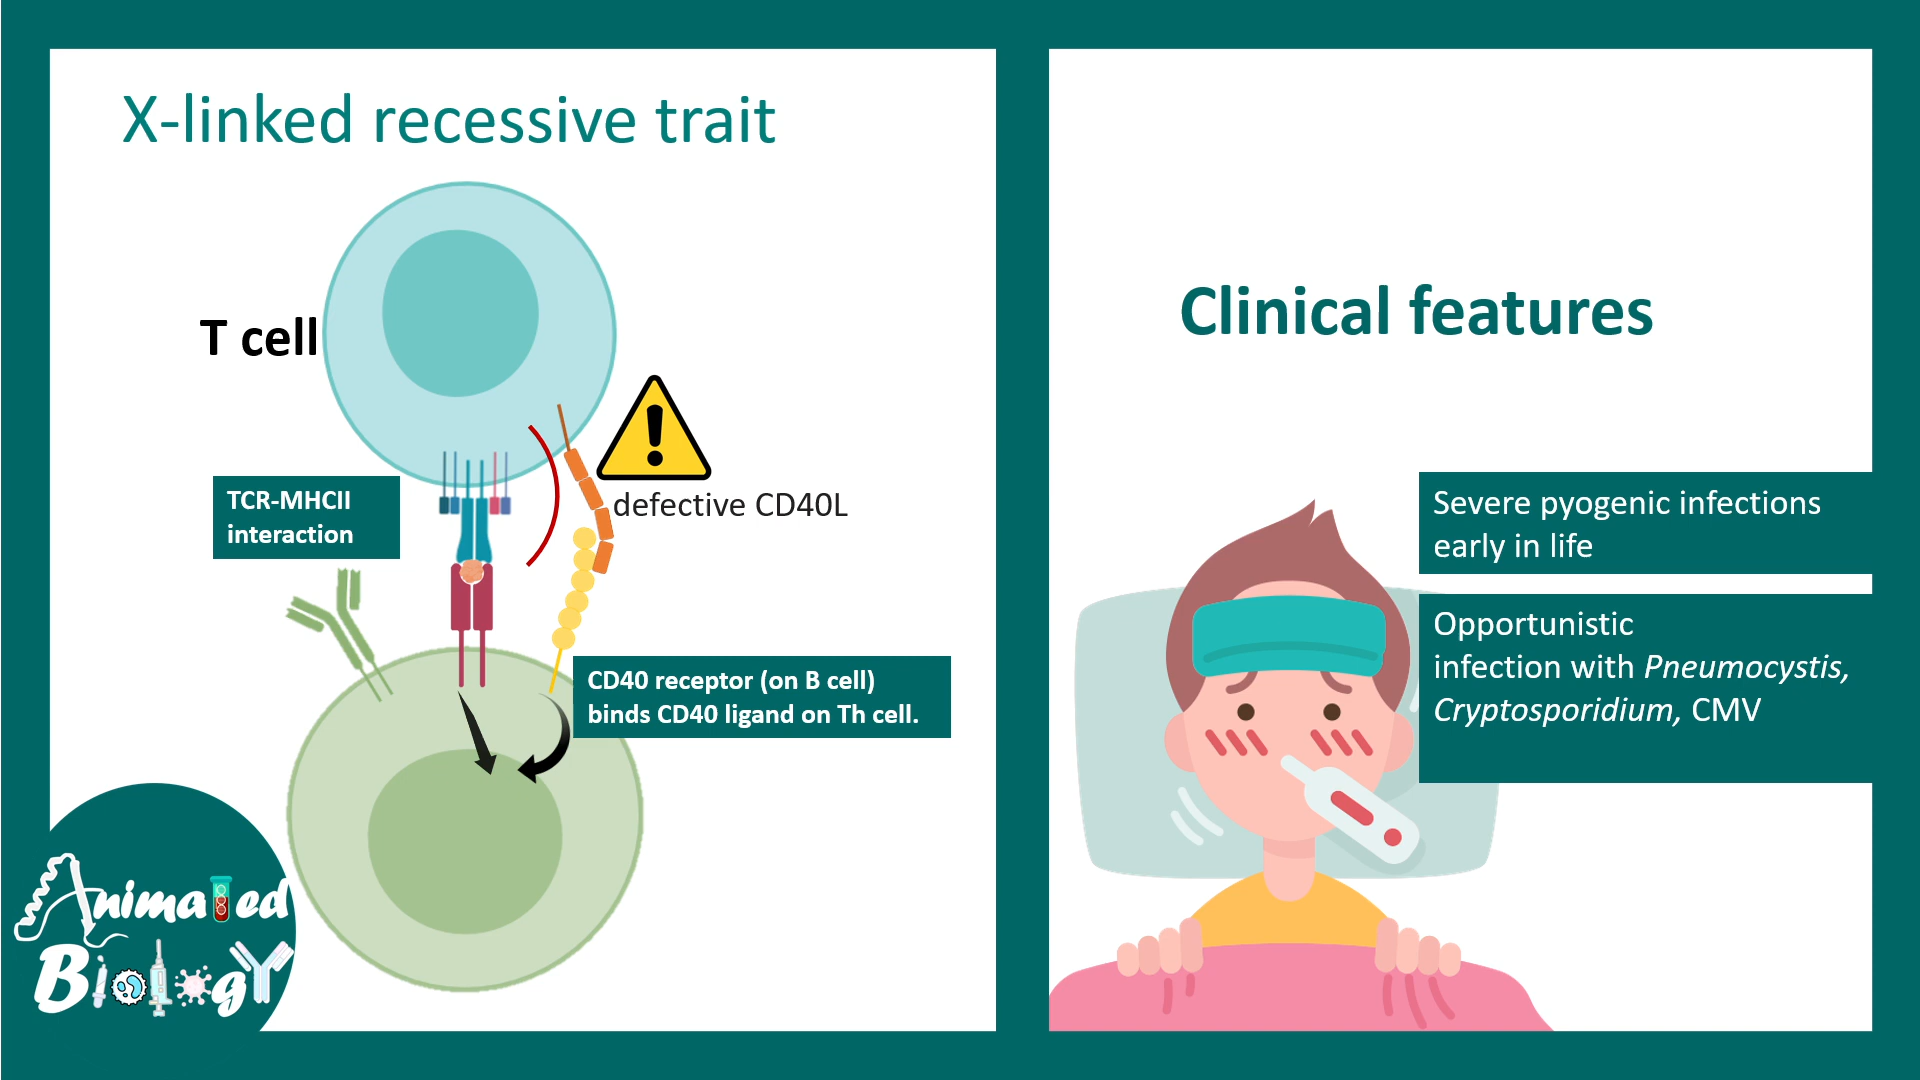 X-linked recessive trait
T cell
defective CD40L
TCR-MHCII
interaction
CD40 receptor (on B cell)
binds CD40 ligand on Th cell.
Animated
Biology
Clinical features
Severe pyogenic infections
early in life
Opportunistic
infection with Pneumocystis,
Cryptosporidium, CMV